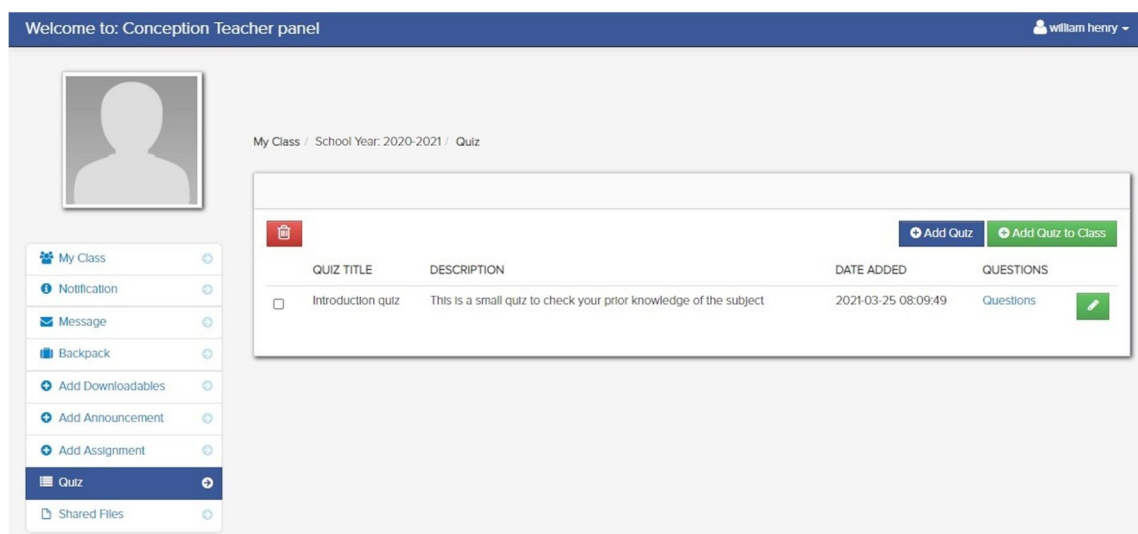 Welcome to: Conception Teacher panel
william henry
My Class / School Year: 2020-2021 / Quiz
My Class
Notification
Message
Backpack
Add Downloadables
Add Announcement
Add Assignment
Quiz
Shared Files
Add Quiz
Add Quiz to Class
QUIZ TITLE DESCRIPTION DATE ADDED QUESTIONS
Introduction quiz This is a small quiz to check your prior knowledge of the subject 2021-03-25 08:09:49 Questions